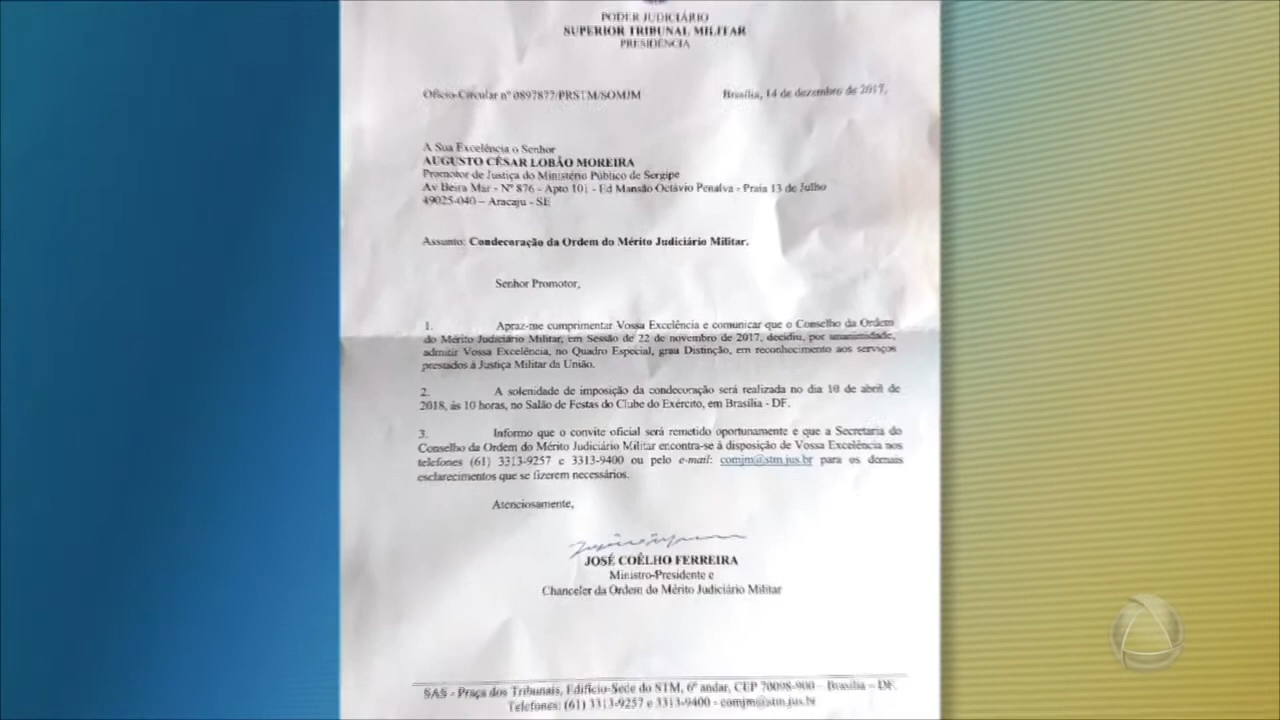 PODER JUDICIÁRIO
SUPERIOR TRIBUNAL MILITAR
PRESIDÊNCIA
Ofício-Circular nº 0897877/PRSTM/SOMJM
Brasília, 14 de dezembro de 2017.
A Sua Excelência o Senhor
AUGUSTO CÉSAR LOBÃO MOREIRA
Promotor de Justiça do Ministério Público de Sergipe
Av Beira Mar - Nº 876 - Apto 101 - Ed Mansão Octávio Penalva - Praia 13 de Julho
49025-040 – Aracaju - SE
Assunto: Condecoração da Ordem do Mérito Judiciário Militar.
Senhor Promotor,
1. Apraz-me cumprimentar Vossa Excelência e comunicar que o Conselho da Ordem
do Mérito Judiciário Militar, em Sessão de 22 de novembro de 2017, decidiu, por unanimidade,
admitir Vossa Excelência, no Quadro Especial, grau Distinção, em reconhecimento aos serviços
prestados à Justiça Militar da União.
2. A solenidade de imposição da condecoração será realizada no dia 10 de abril de
2018, às 10 horas, no Salão de Festas do Clube do Exército, em Brasília - DF.
3. Informo que o convite oficial será remetido oportunamente e que a Secretaria do
Conselho da Ordem do Mérito Judiciário Militar encontra-se à disposição de Vossa Excelência nos
telefones (61) 3313-9257 e 3313-9400 ou pelo e-mail: comjm@stm.jus.br para os demais
esclarecimentos que se fizerem necessários.
Atenciosamente,
JOSÉ COÊLHO FERREIRA
Ministro-Presidente e
Chanceler da Ordem do Mérito Judiciário Militar
SAS - Praça dos Tribunais, Edifício-Sede do STM, 6º andar, CEP 70098-900 – Brasília – DF.
Telefones: (61) 3313-9257 e 3313-9400 - comjm@stm.jus.br